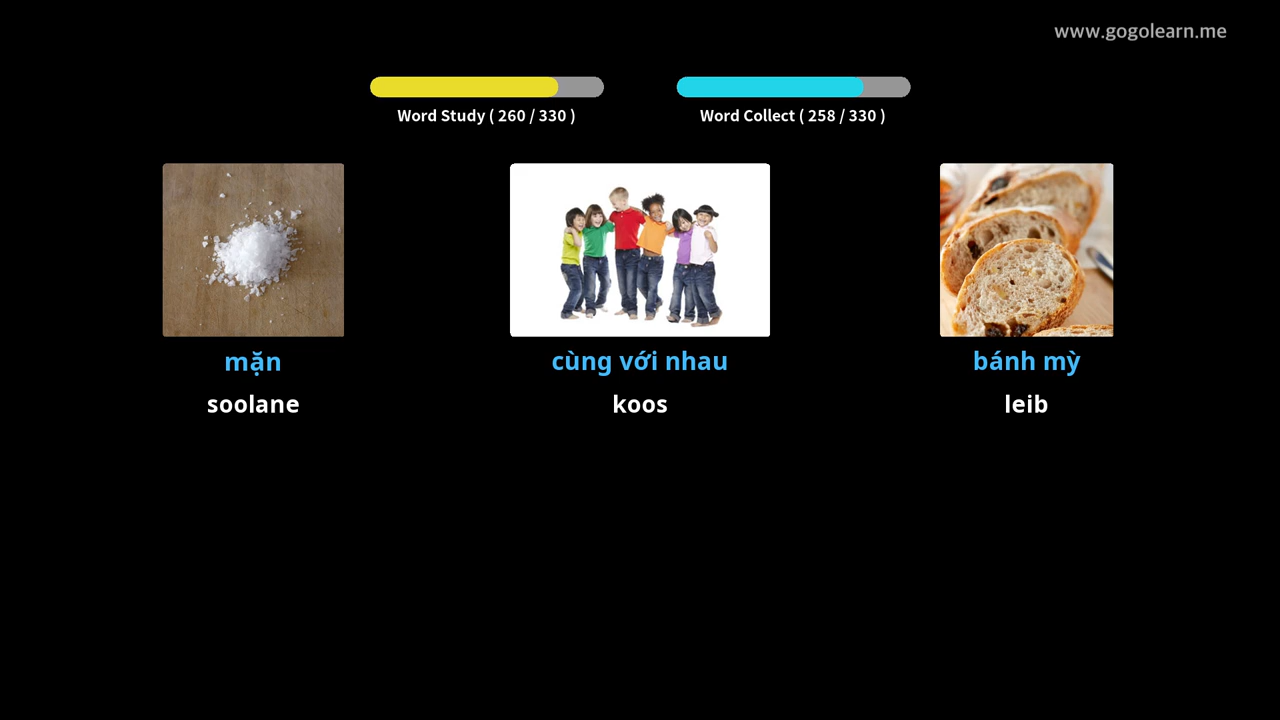 www.gogolearn.me
Word Study ( 260 / 330 )
Word Collect ( 258 / 330 )
mặn
soolane
cùng với nhau
koos
bánh mỳ
leib